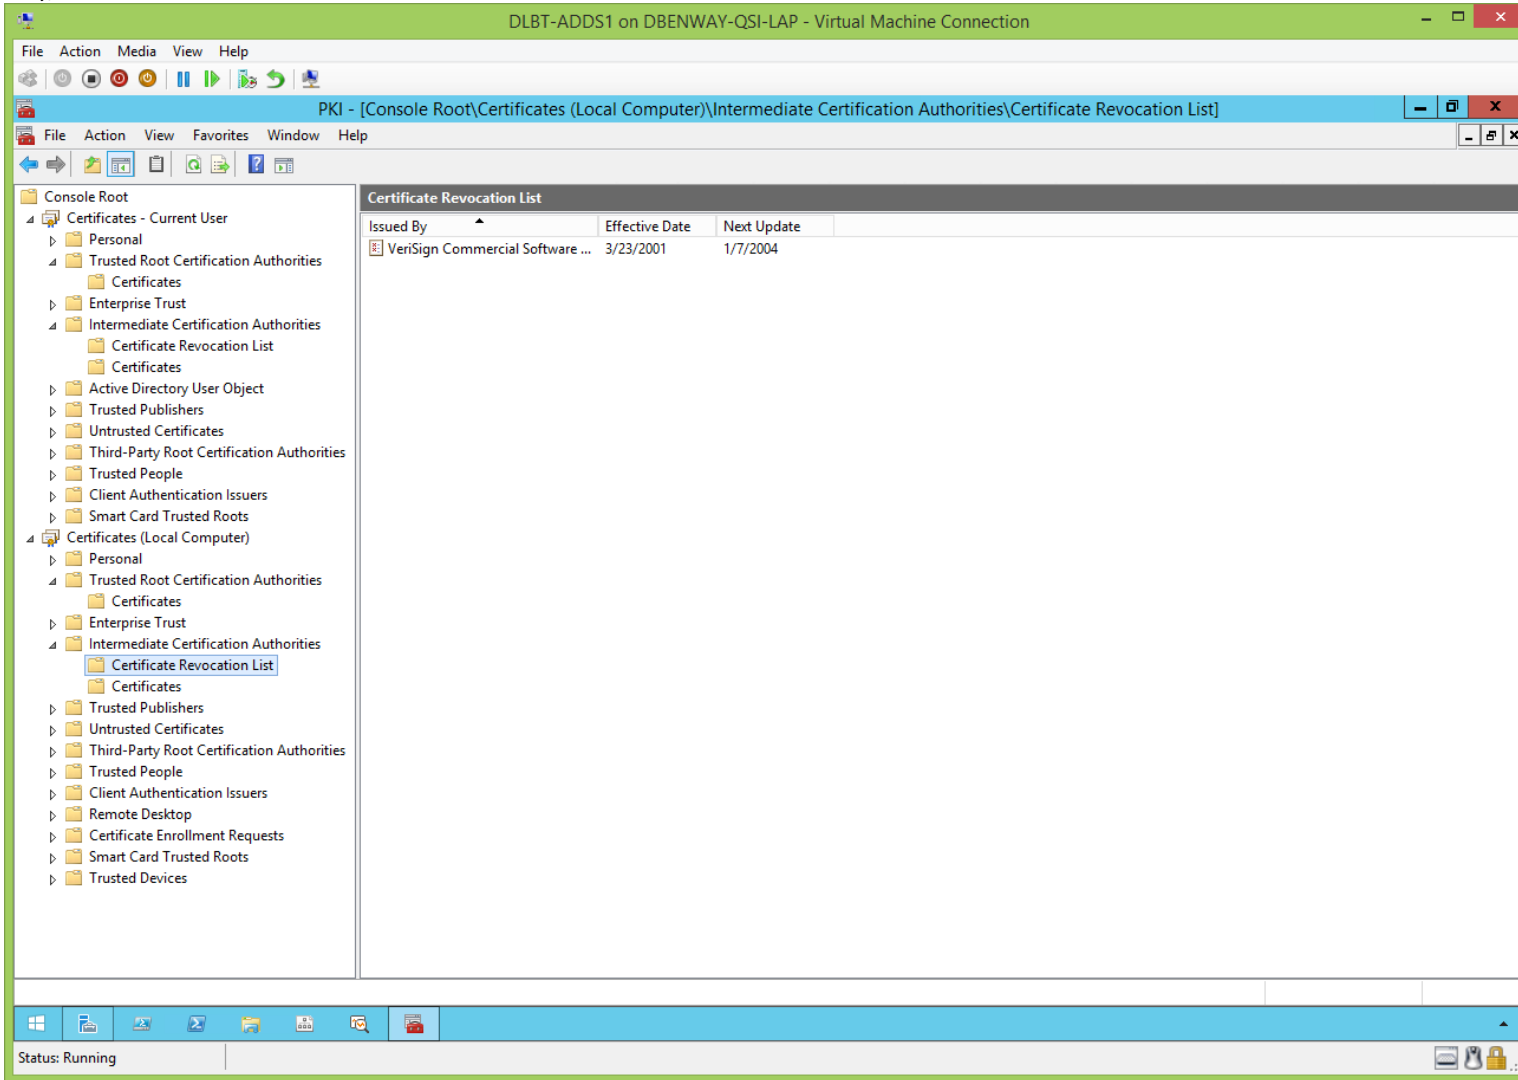 DLBT-ADDS1 on DBENWAY-QSI-LAP - Virtual Machine Connection
File Action Media View Help
PKI - [Console Root\Certificates (Local Computer)\Intermediate Certification Authorities\Certificate Revocation List]
File Action View Favorites Window Help
Console Root
Certificates - Current User
Personal
Trusted Root Certification Authorities
Certificates
Enterprise Trust
Intermediate Certification Authorities
Certificate Revocation List
Certificates
Active Directory User Object
Trusted Publishers
Untrusted Certificates
Third-Party Root Certification Authorities
Trusted People
Client Authentication Issuers
Smart Card Trusted Roots
Certificates (Local Computer)
Personal
Trusted Root Certification Authorities
Certificates
Enterprise Trust
Intermediate Certification Authorities
Certificate Revocation List
Certificates
Trusted Publishers
Untrusted Certificates
Third-Party Root Certification Authorities
Trusted People
Client Authentication Issuers
Remote Desktop
Certificate Enrollment Requests
Smart Card Trusted Roots
Trusted Devices
Certificate Revocation List
Issued By Effective Date Next Update
VeriSign Commercial Software ... 3/23/2001 1/7/2004
Status: Running